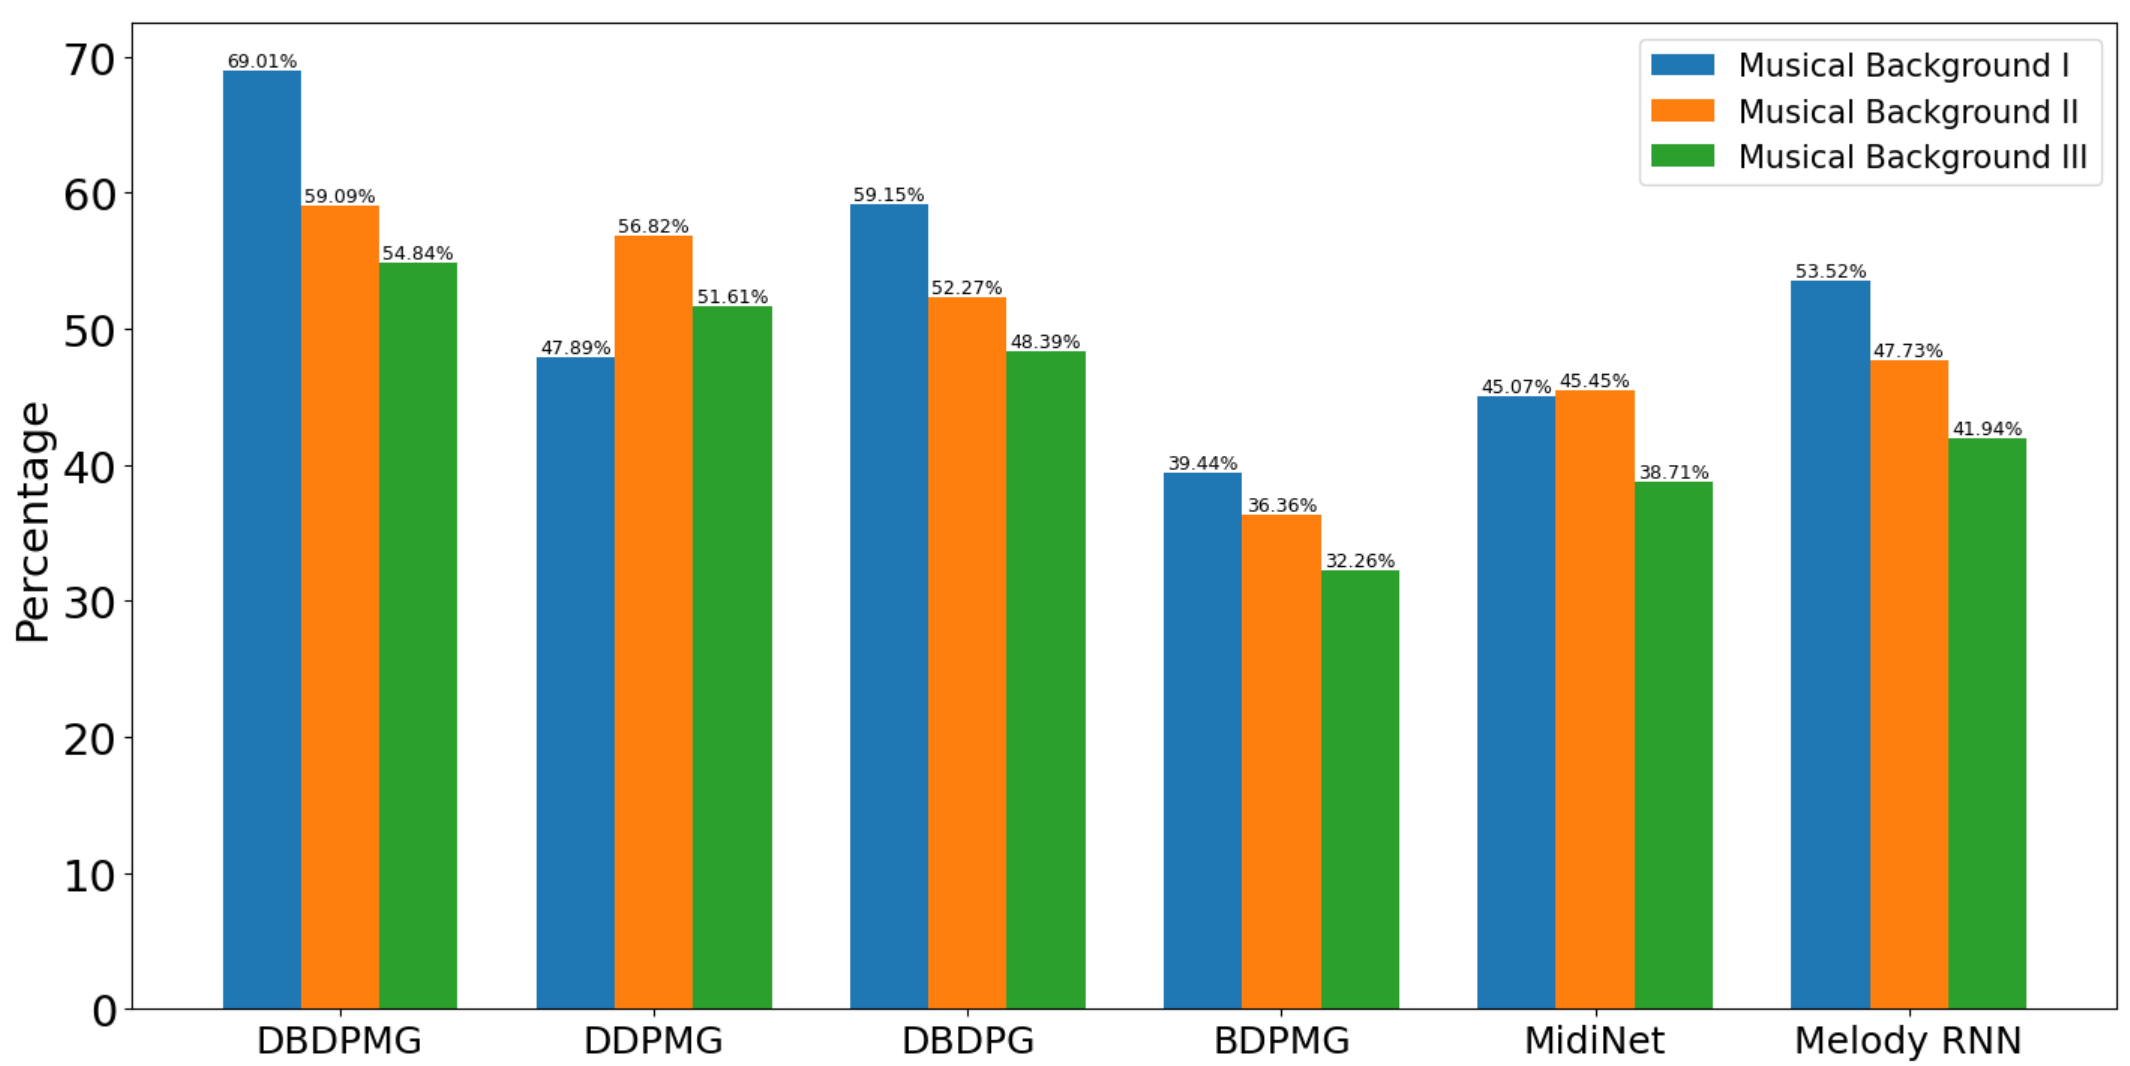 Percentage
70
60
50
40
30
20
10
0
Musical Background I
Musical Background II
Musical Background III
69.01%
59.09%
54.84%
47.89%
56.82%
51.61%
59.15%
52.27%
48.39%
39.44%
36.36%
32.26%
45.07%
45.45%
38.71%
53.52%
47.73%
41.94%
DBDPMG
DDPMG
DBDPG
BDPMG
MidiNet
Melody RNN